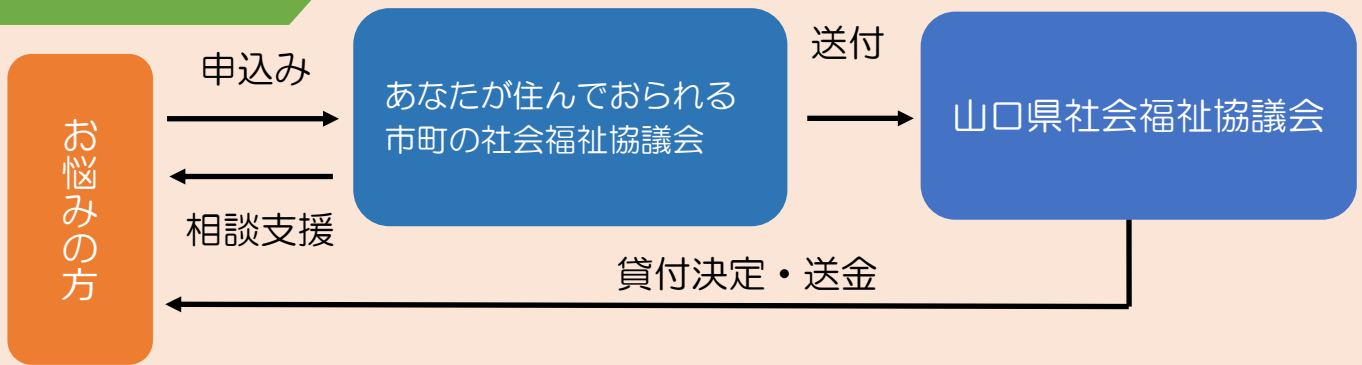 お悩みの方
申込み
相談支援
あなたが住んでおられる
市町の社会福祉協議会
送付
山口県社会福祉協議会
貸付決定・送金